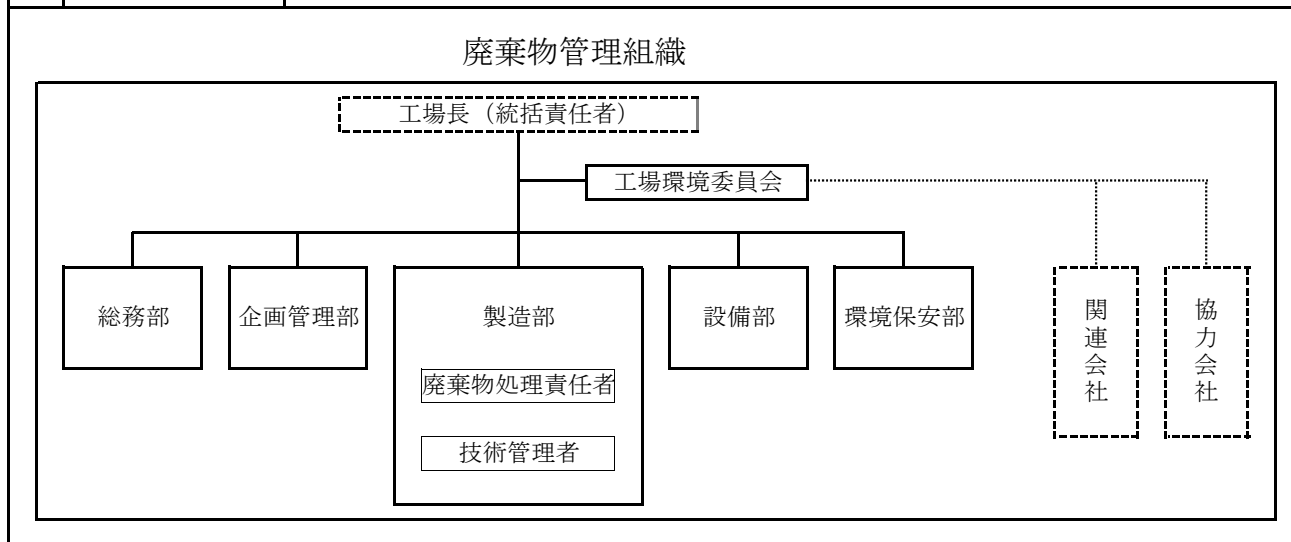 廃棄物管理組織
工場長（統括責任者）
工場環境委員会
総務部
企画管理部
製造部
設備部
環境保安部
関連会社
協力会社
廃棄物処理責任者
技術管理者